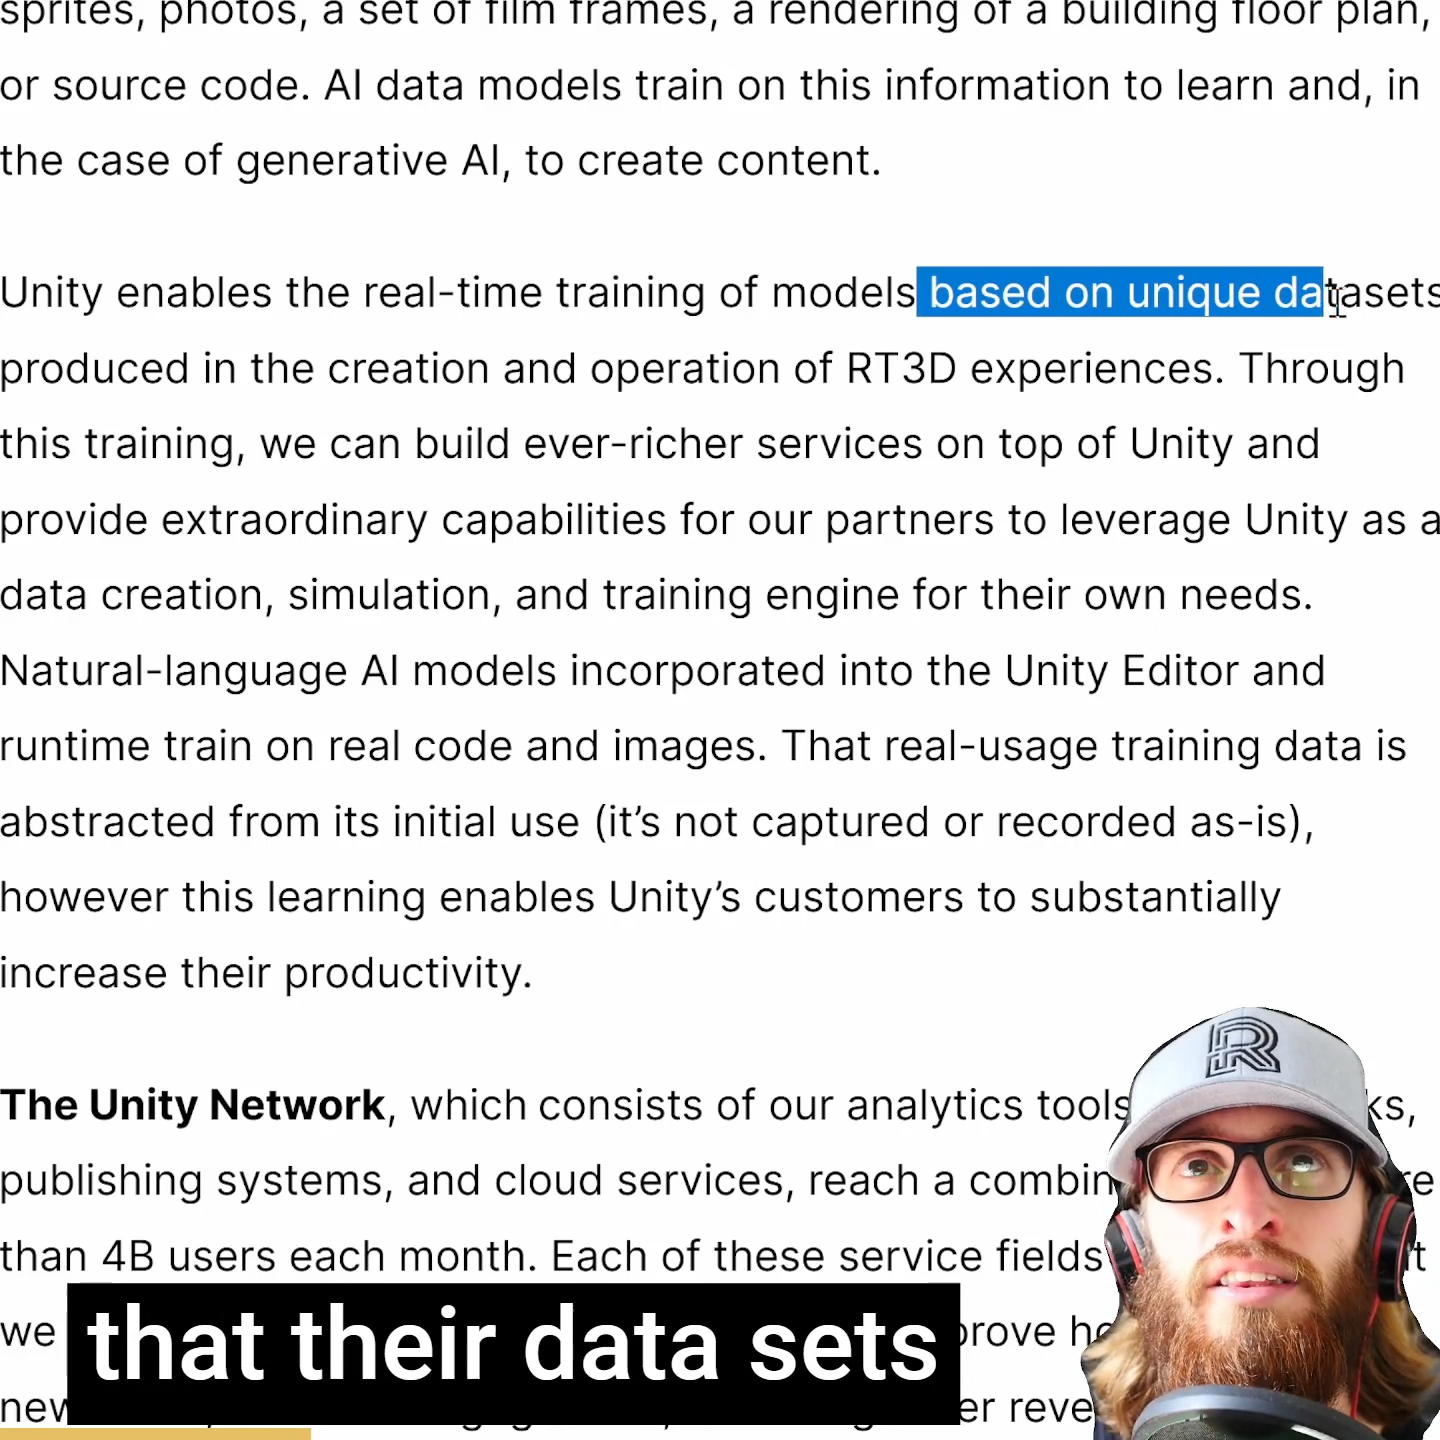 sprites, photos, a set of film frames, a rendering of a building floor plan,
or source code. AI data models train on this information to learn and, in
the case of generative AI, to create content.
Unity enables the real-time training of models based on unique datasets
produced in the creation and operation of RT3D experiences. Through
this training, we can build ever-richer services on top of Unity and
provide extraordinary capabilities for our partners to leverage Unity as a
data creation, simulation, and training engine for their own needs.
Natural-language AI models incorporated into the Unity Editor and
runtime train on real code and images. That real-usage training data is
abstracted from its initial use (it’s not captured or recorded as-is),
however this learning enables Unity’s customers to substantially
increase their productivity.
The Unity Network, which consists of our analytics tools
publishing systems, and cloud services, reach a
than 4B users each month. Each of these service fields
we
that their data sets
R